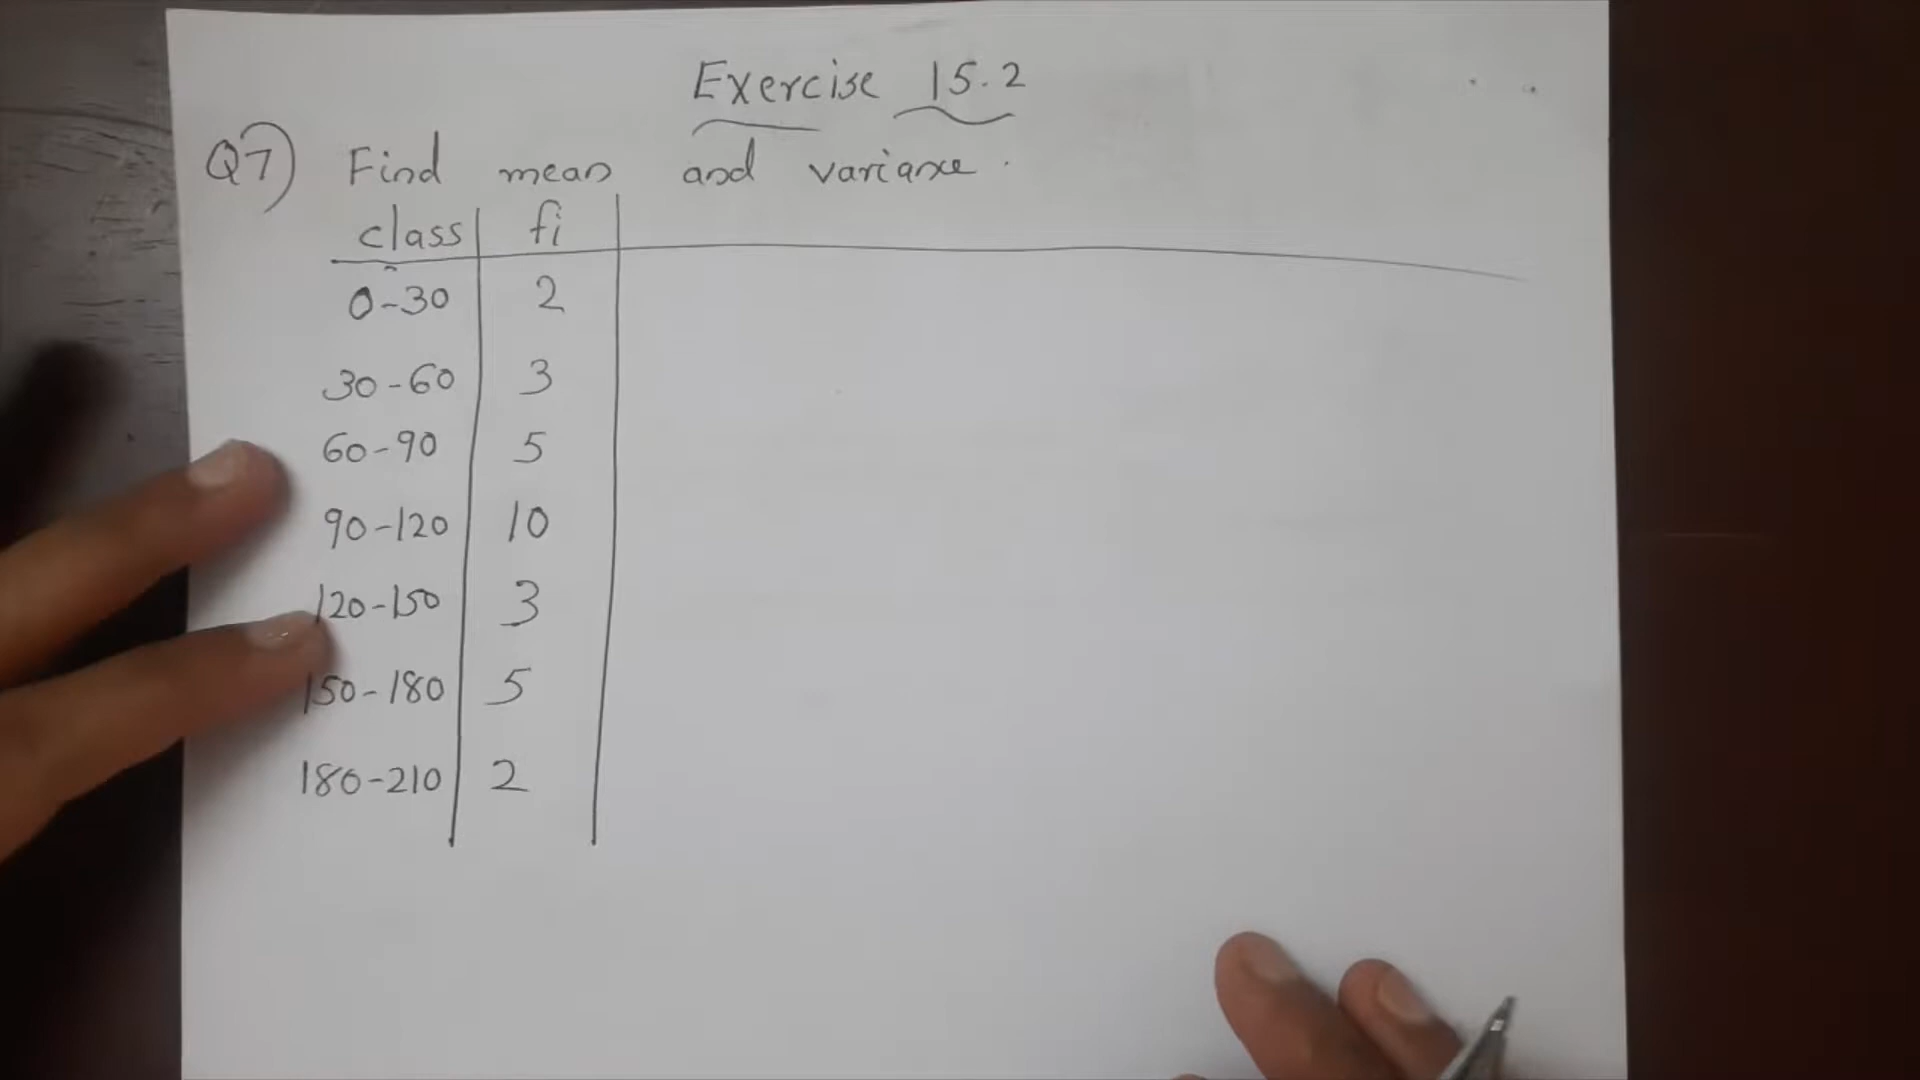 Exercise 15.2
Q7) Find mean and variance.
class fi
0-30 2
30-60 3
60-90 5
90-120 10
120-150 3
150-180 5
180-210 2